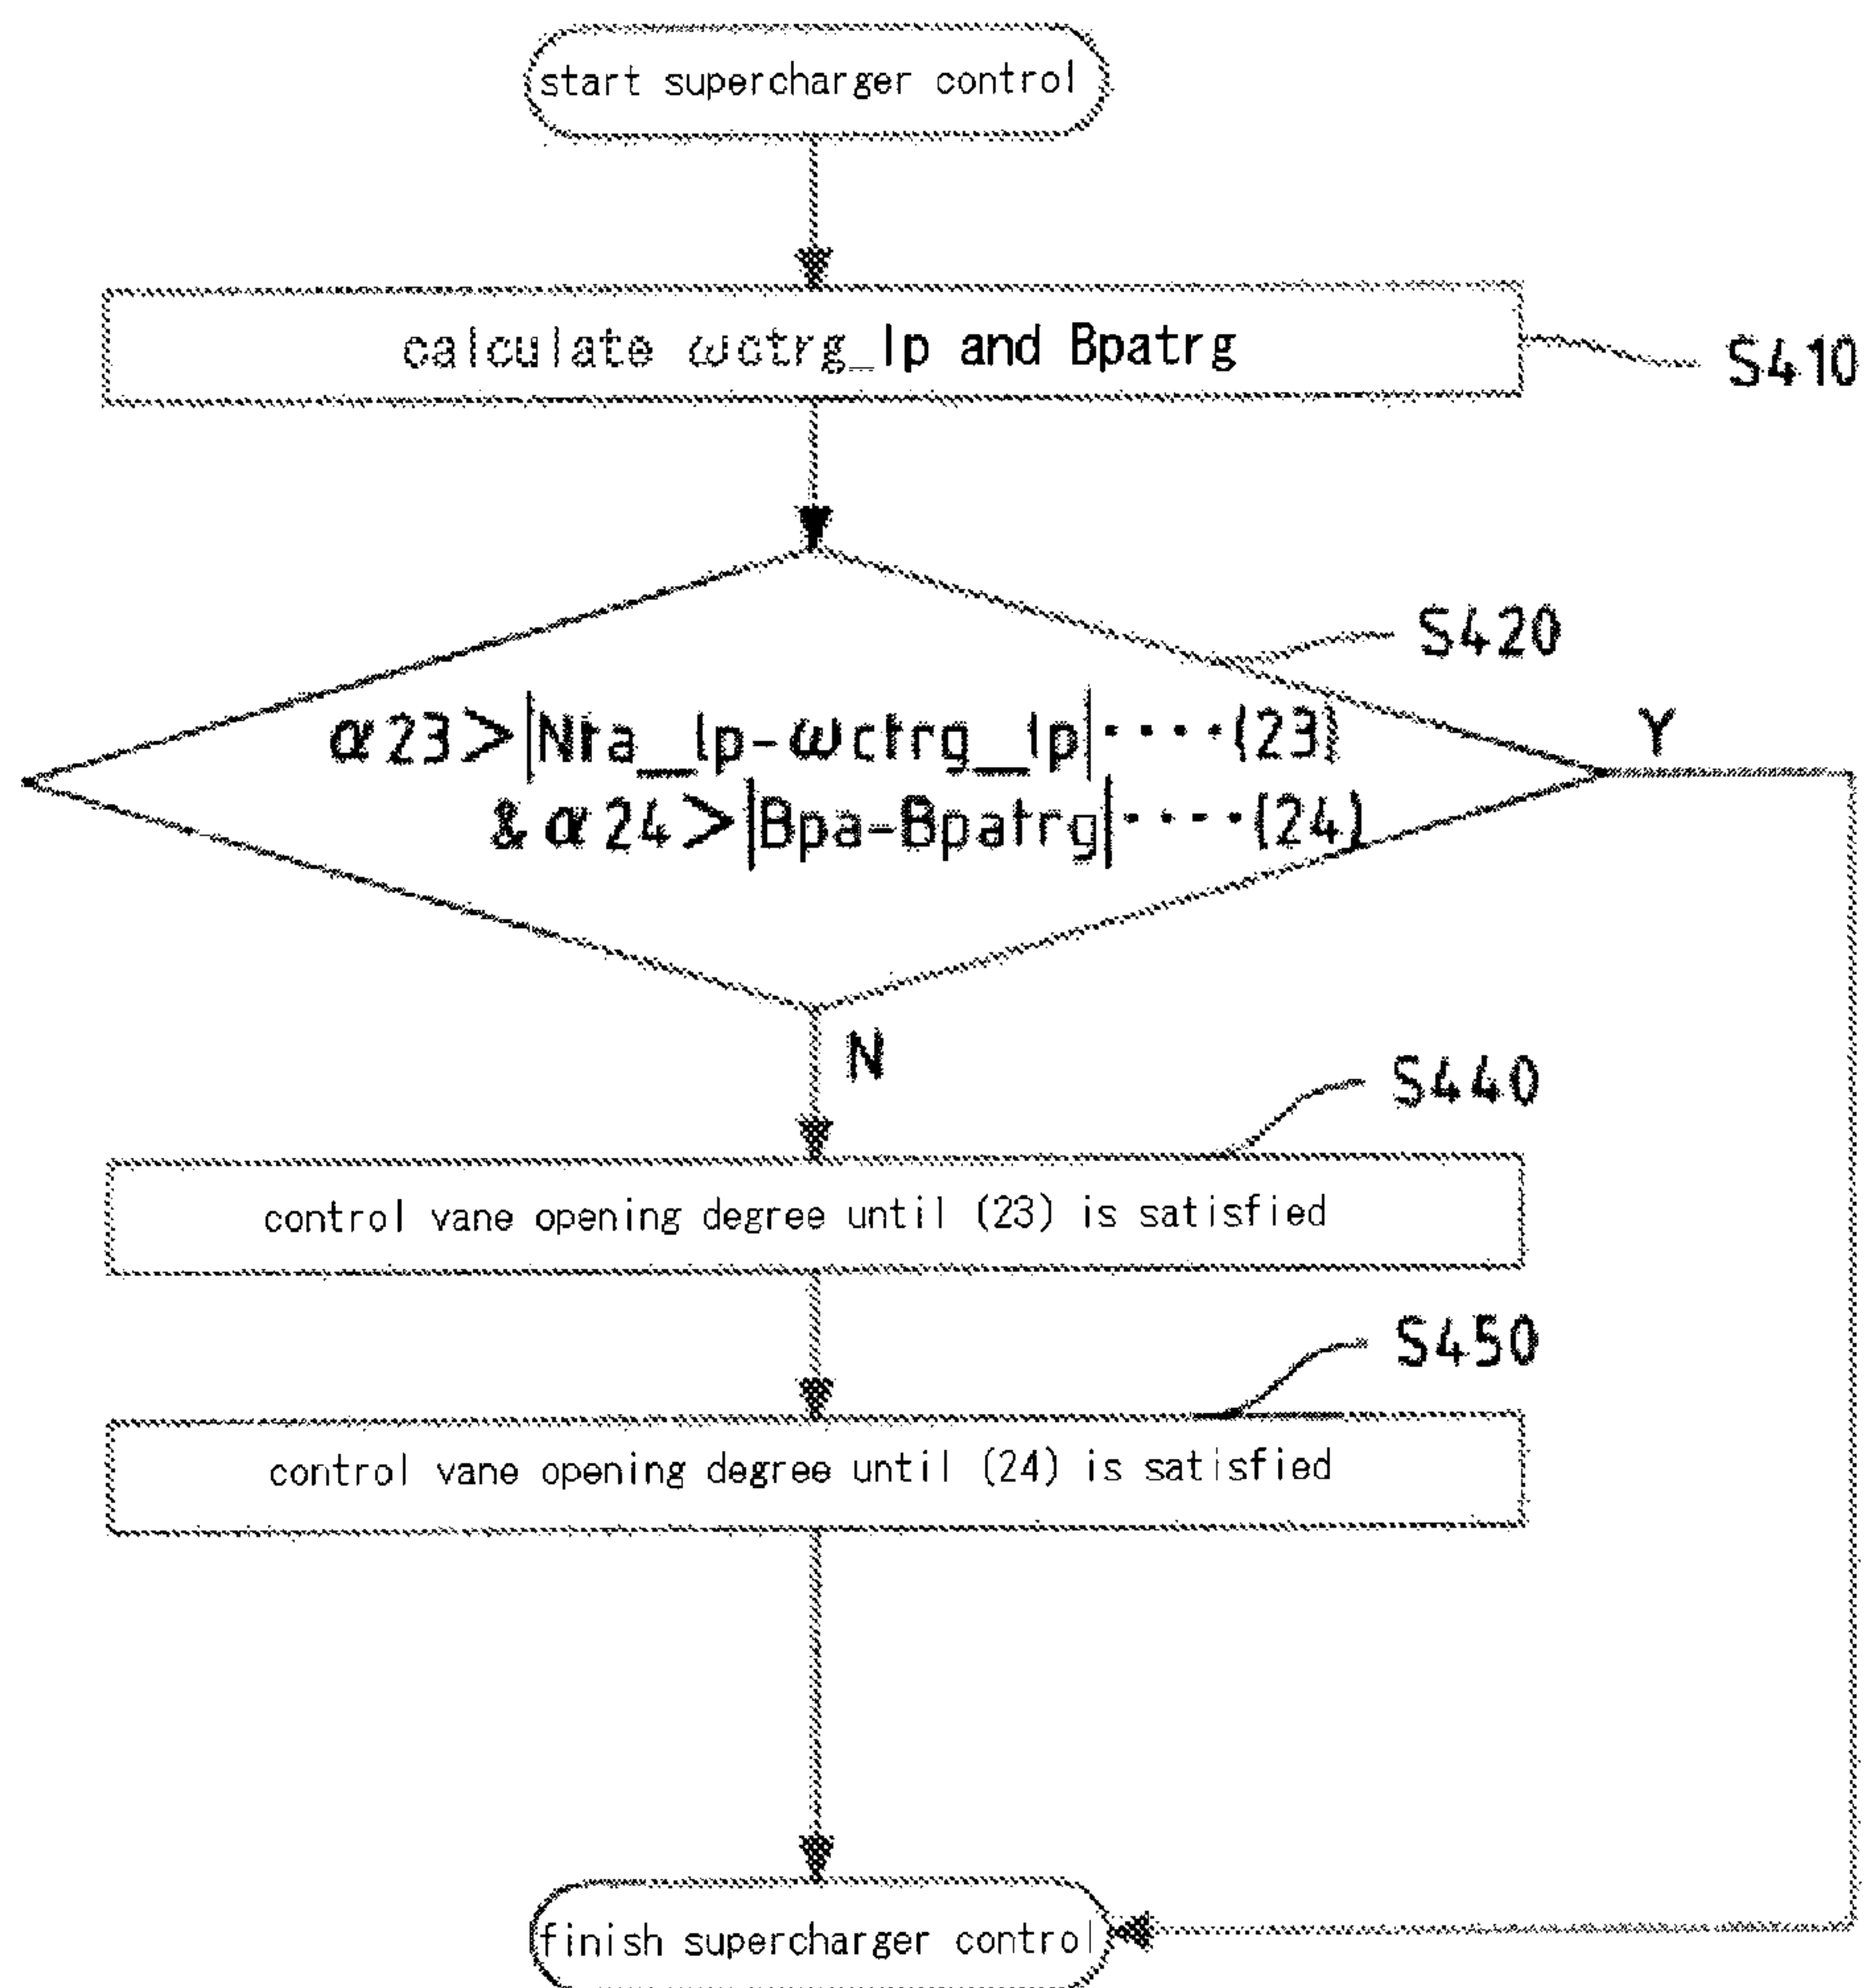 start supercharger control
calculate ωctrg_lp and Bpatrg
S410
S420
α23>|Nta_lp-ωctrg_lp|····(23)
&α24>|Bpa-Bpatrg|····(24)
Y
N
S440
control vane opening degree until (23) is satisfied
S450
control vane opening degree until (24) is satisfied
finish supercharger control